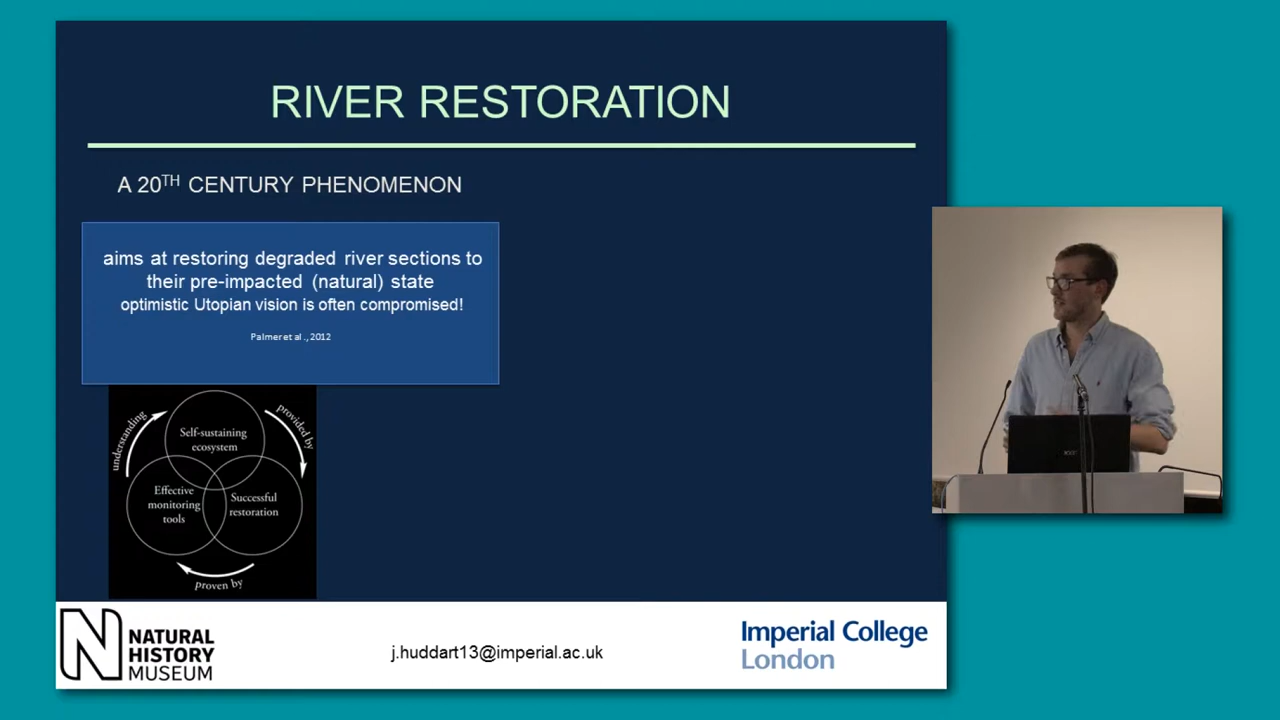 RIVER RESTORATION
A 20TH CENTURY PHENOMENON
aims at restoring degraded river sections to
their pre-impacted (natural) state
optimistic Utopian vision is often compromised!
Palmer et al., 2012
understanding
provided by
Self-sustaining
ecosystem
Effective
monitoring
tools
Successful
restoration
proven by
NATURAL
HISTORY
MUSEUM
j.huddart13@imperial.ac.uk
Imperial College
London